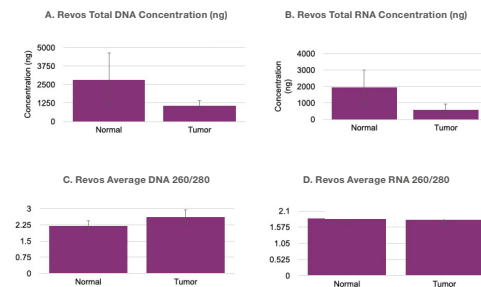 A. Revos Total DNA Concentration (ng)
Concentration (ng)
5000
3750
2500
1250
0
Normal Tumor
B. Revos Total RNA Concentration (ng)
Concentration
(ng)
4000
3000
2000
1000
0
Normal Tumor
C. Revos Average DNA 260/280
3
2.25
1.5
0.75
0
Normal Tumor
D. Revos Average RNA 260/280
2.1
1.575
1.05
0.525
0
Normal Tumor